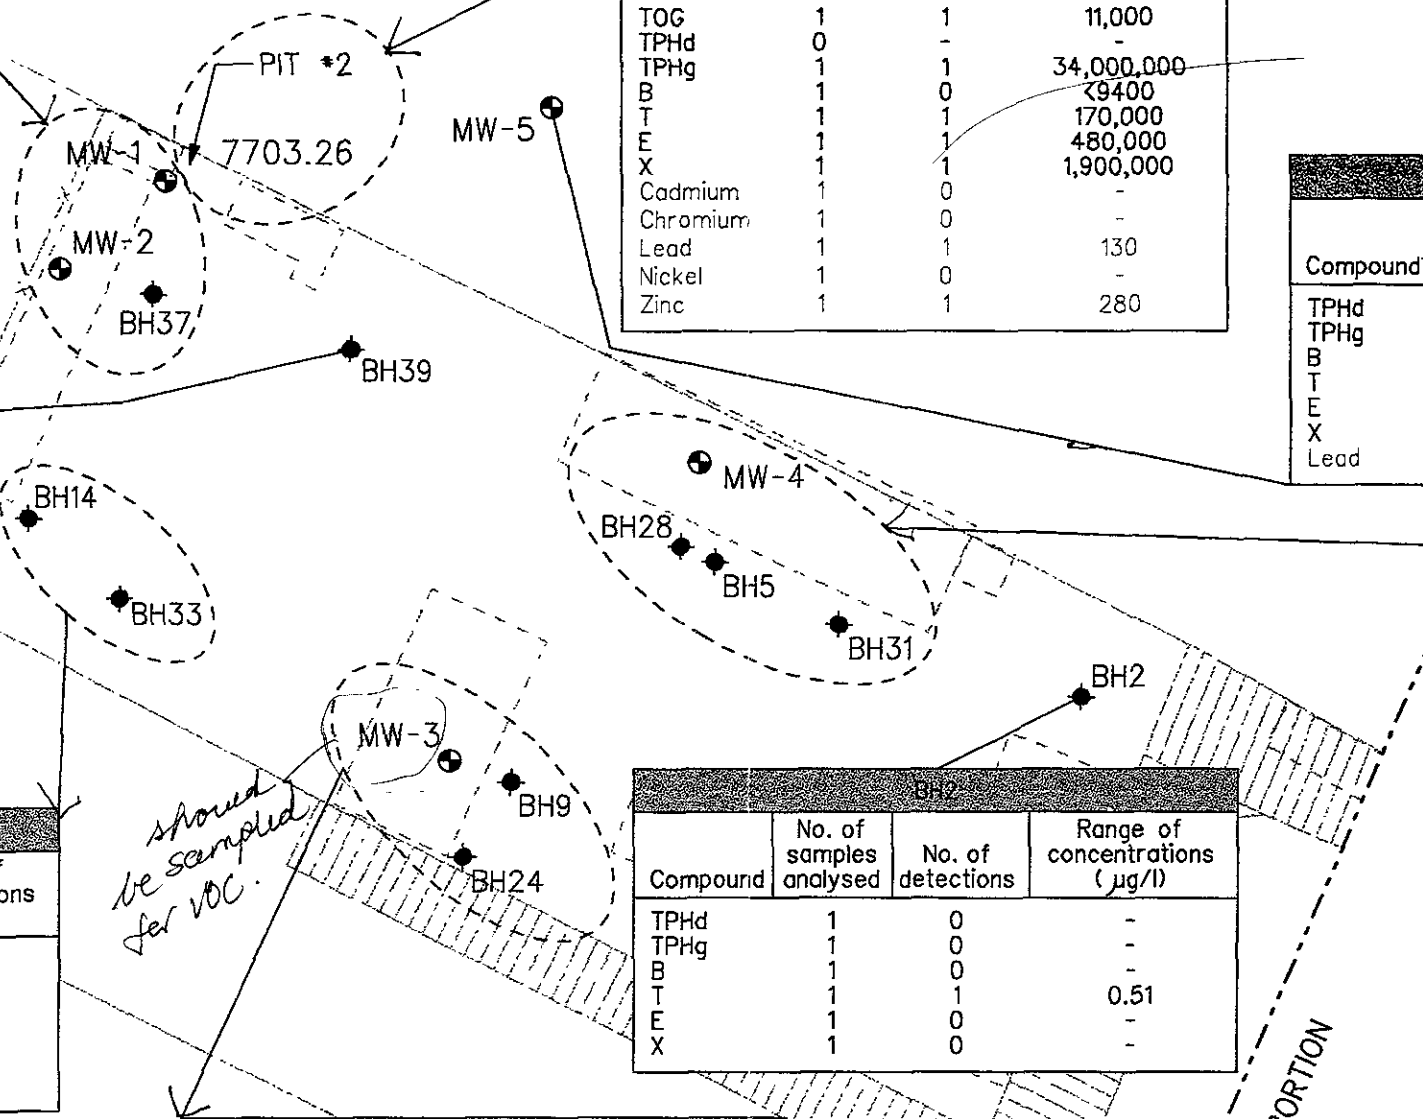 TOG 1 1 11,000
TPHd 0 - -
TPHg 1 1 34,000,000
B 1 0 <9400
T 1 1 170,000
E 1 1 480,000
X 1 1 1,900,000
Cadmium 1 0 -
Chromium 1 0 -
Lead 1 1 130
Nickel 1 0 -
Zinc 1 1 280
PIT #2
7703.26
MW-1
MW-5
MW-2
BH37
BH39
Compound
TPHd
TPHg
B
T
E
X
Lead
MW-4
BH14
BH28
BH5
BH33
BH31
BH2
MW-3
BH9
BH24
should
be sampled
for VOC.
ons
BH2
Compound No. of samples analysed No. of detections Range of concentrations (µg/l)
TPHd 1 0 -
TPHg 1 0 -
B 1 0 -
T 1 1 0.51
E 1 0 -
X 1 0 -
ORTION